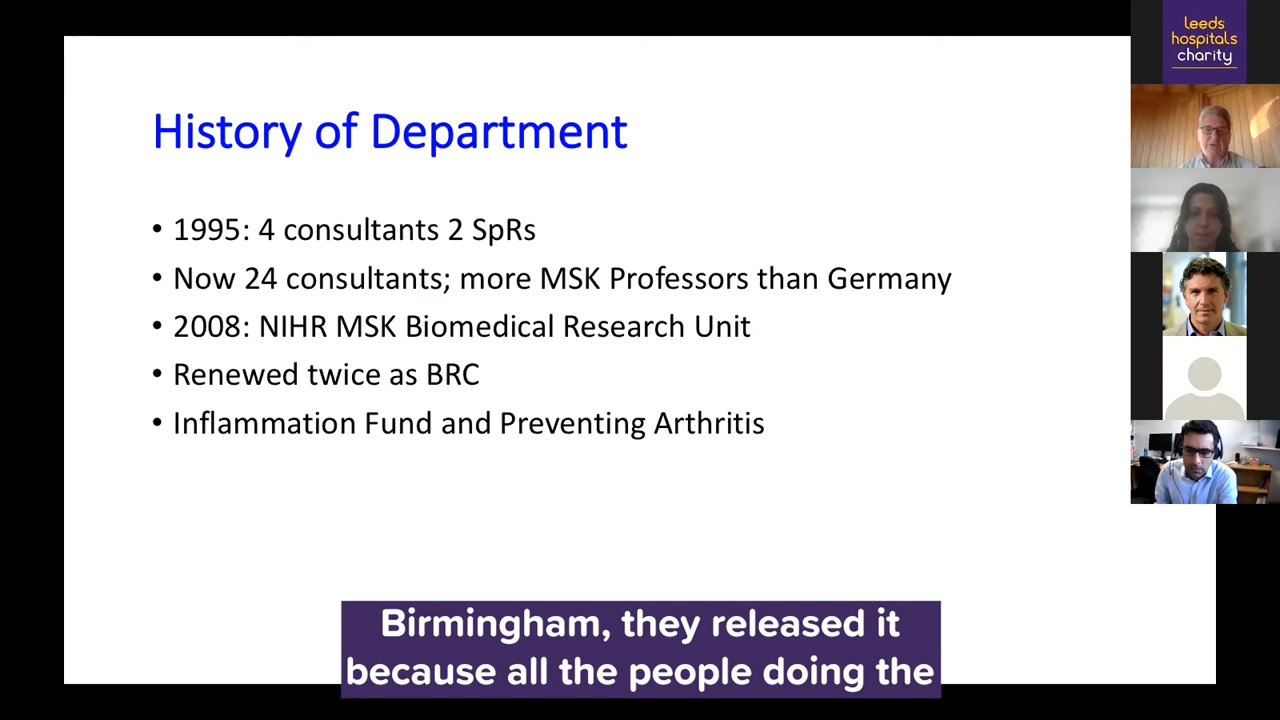 leeds
hospitals
charity
History of Department
• 1995: 4 consultants 2 SpRs
• Now 24 consultants; more MSK Professors than Germany
• 2008: NIHR MSK Biomedical Research Unit
• Renewed twice as BRC
• Inflammation Fund and Preventing Arthritis
Birmingham, they released it
because all the people doing the